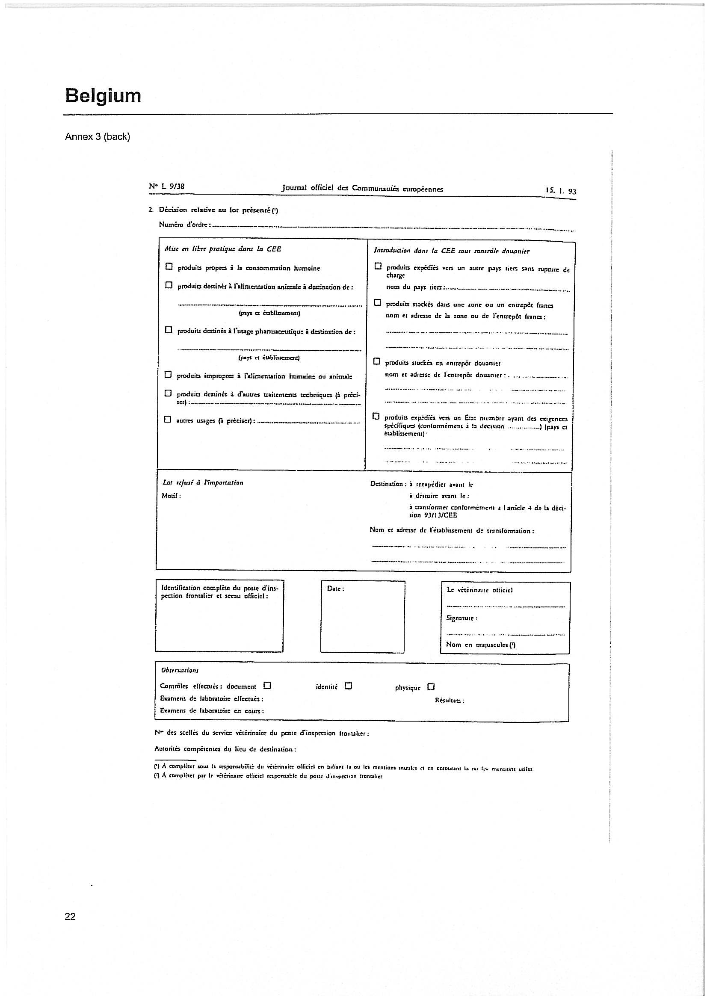 Belgium
Annex 3 (back)
N° L 9/38 Journal officiel des Communautés européennes 15. 1. 93
2. Décision relative au lot présenté (¹)
Numéro d'ordre :
Mise en libre pratique dans la CEE
produits propres à la consommation humaine
produits destinés à l'alimentation animale à destination de :
(pays et établissement)
produits destinés à l'usage pharmaceutique à destination de :
(pays et établissement)
produits impropres à l'alimentation humaine ou animale
produits destinés à d'autres traitements techniques (à préci-
ser) :
autres usages (à préciser) :
Introduction dans la CEE sous contrôle douanier
produits expédiés vers un autre pays tiers sans rupture de
charge
nom du pays tiers :
produits stockés dans une zone ou un entrepôt francs
nom et adresse de la zone ou de l'entrepôt francs :
produits stockés en entrepôt douanier
nom et adresse de l'entrepôt douanier :
produits expédiés vers un État membre ayant des exigences
spécifiques (conformément à la décision ...............) (pays et
établissement)
Lot refusé à l'importation
Motif :
Destination : à réexpédier avant le
à détruire avant le :
à transformer conformément à l'article 4 de la déci-
sion 93/13/CEE
Nom et adresse de l'établissement de transformation :
Identification complète du poste d'ins-
pection frontalier et sceau officiel :
Date :
Le vétérinaire officiel
Signature :
Nom en majuscules (²)
Observations
Contrôles effectués : document identité physique
Examens de laboratoire effectués : Résultats :
Examens de laboratoire en cours :
Nᵒˢ des scellés du service vétérinaire du poste d'inspection frontalier :
Autorités compétentes du lieu de destination :
(¹) À compléter sous la responsabilité du vétérinaire officiel en biffant la ou les mentions inutiles et en entourant la ou les mentions utiles
(²) À compléter par le vétérinaire officiel responsable du poste d'inspection frontalier
22